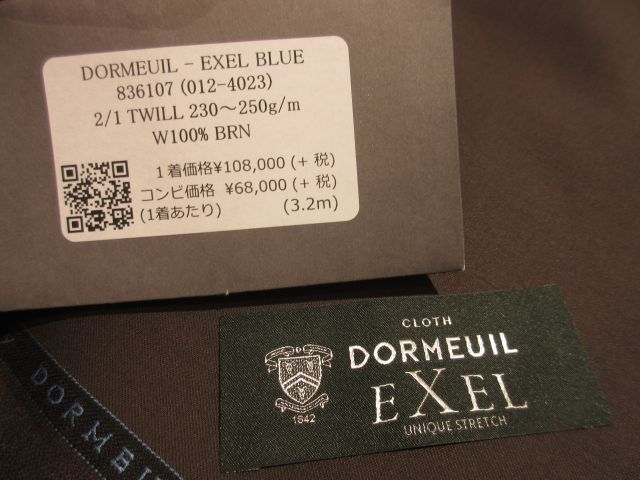 DORMEUIL - EXEL BLUE
836107 (012-4023)
2/1 TWILL 230～250g/m
W100% BRN
1着価格¥108,000 (+ 税)
コンビ価格 ¥68,000 (+ 税)
(1着あたり) (3.2m)
CLOTH
DORMEUIL
EXEL
UNIQUE STRETCH
1842
DORMEUI